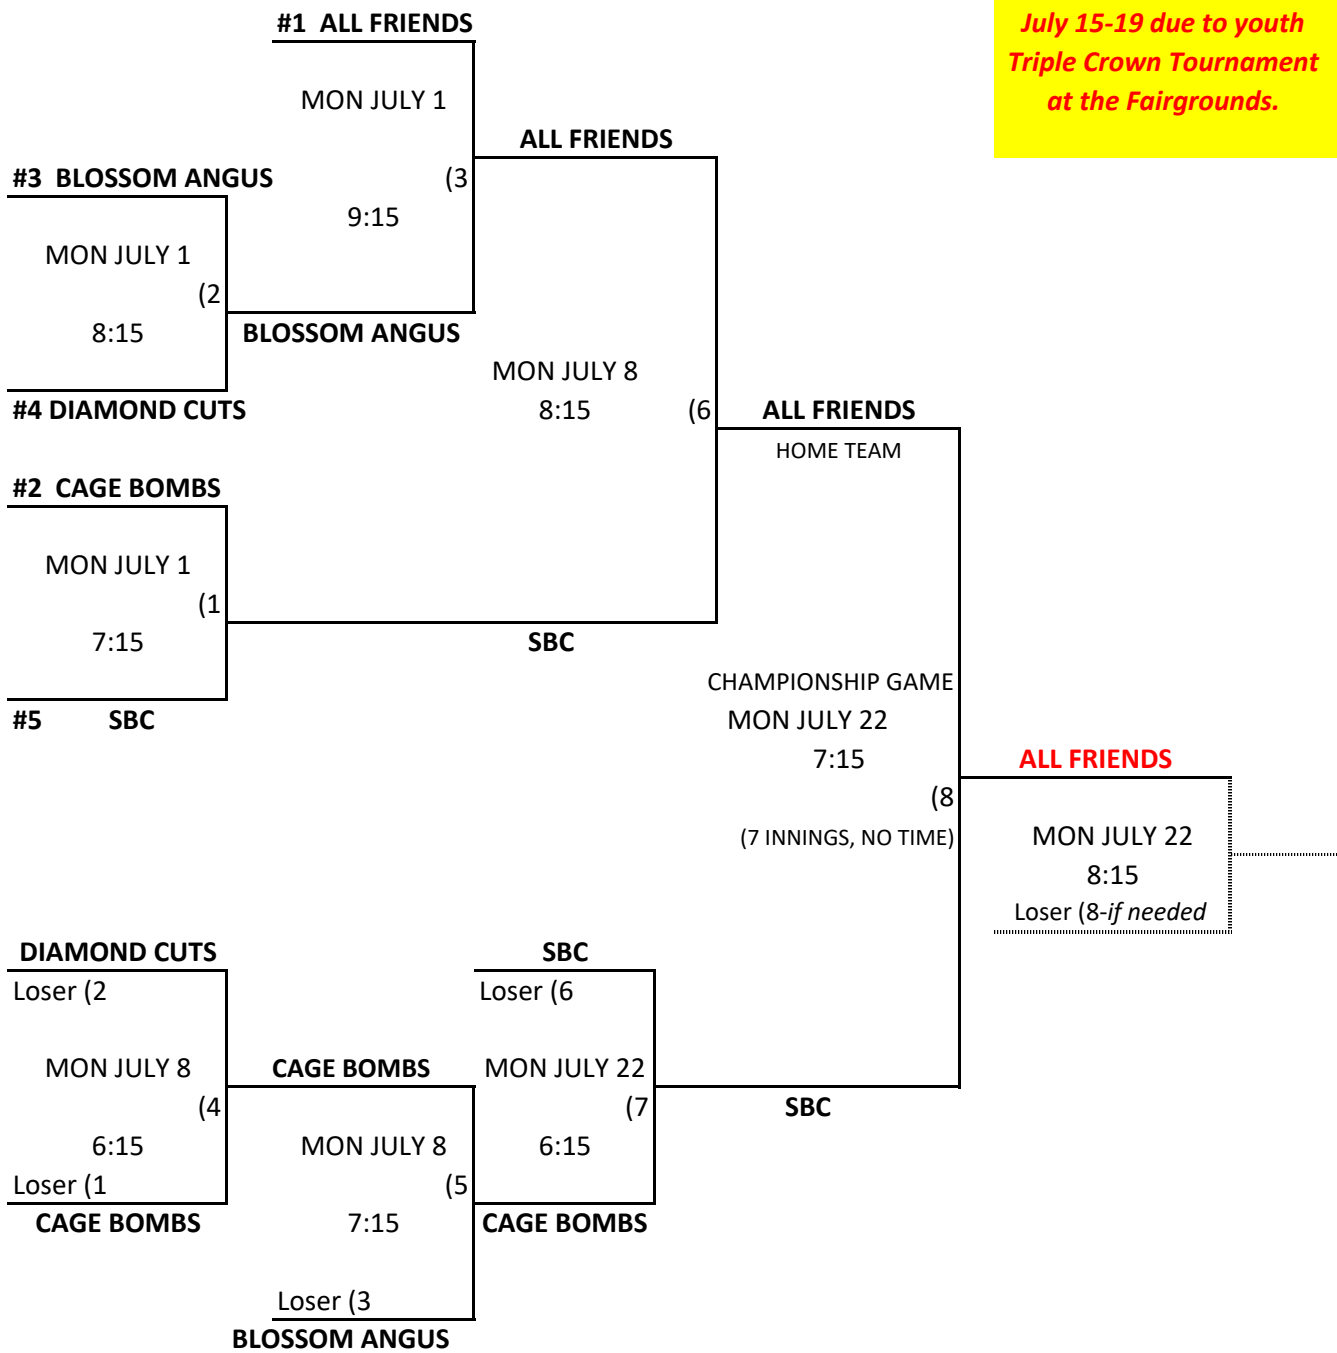 #1  ALL FRIENDS
July 15-19 due to youth
Triple Crown Tournament
at the Fairgrounds.
MON JULY 1
ALL FRIENDS
#3  BLOSSOM ANGUS
(3
9:15
MON JULY 1
(2
8:15
BLOSSOM ANGUS
MON JULY 8
#4 DIAMOND CUTS
8:15
(6
ALL FRIENDS
HOME TEAM
#2  CAGE BOMBS
MON JULY 1
(1
7:15
SBC
CHAMPIONSHIP GAME
#5 SBC
MON JULY 22
7:15
ALL FRIENDS
(8
(7 INNINGS, NO TIME)
MON JULY 22
8:15
Loser (8-if needed
DIAMOND CUTS
SBC
Loser (2
Loser (6
MON JULY 8
CAGE BOMBS
MON JULY 22
(4
(7
SBC
6:15
MON JULY 8
6:15
Loser (1
(5
CAGE BOMBS
7:15
CAGE BOMBS
Loser (3
BLOSSOM ANGUS